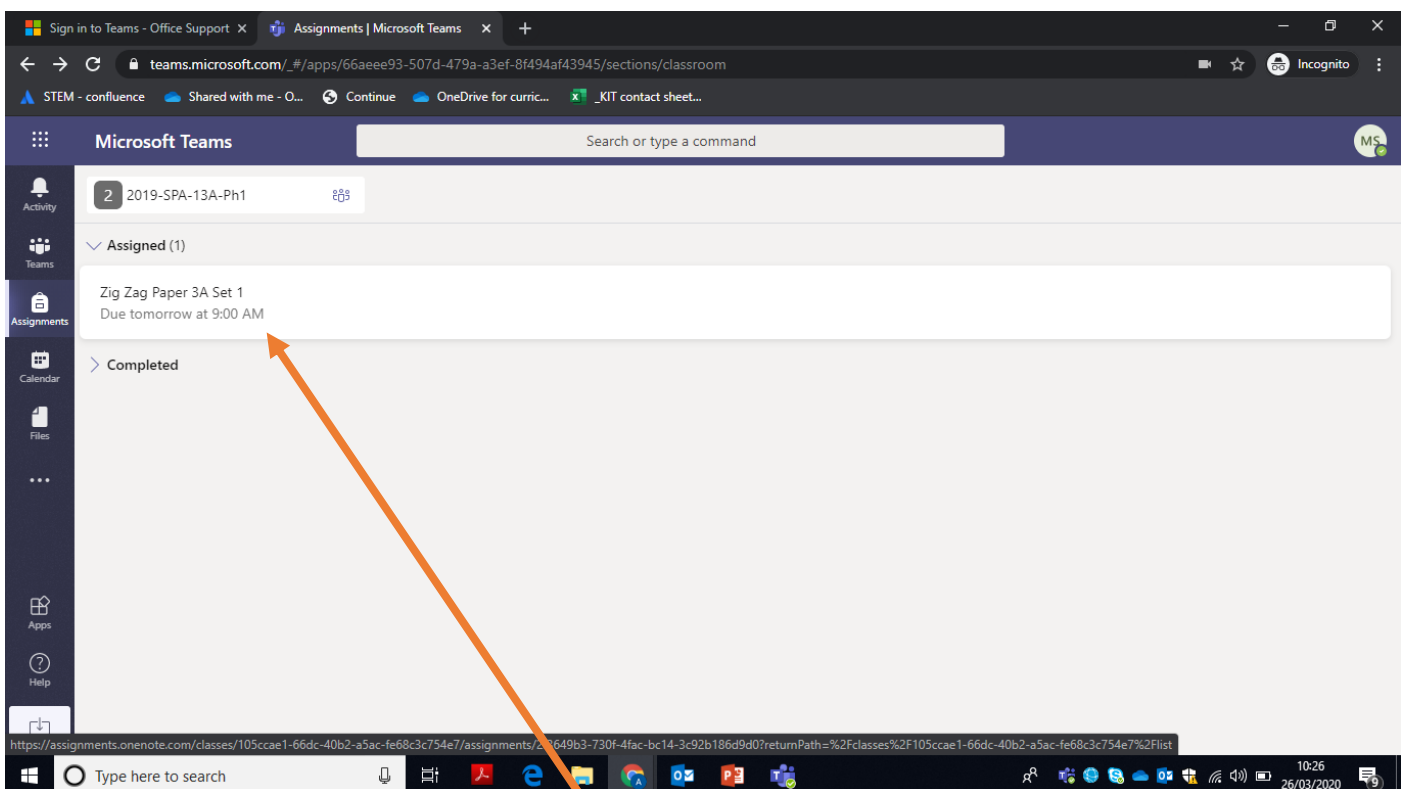 Sign in to Teams - Office Support
Assignments | Microsoft Teams
teams.microsoft.com/_#/apps/66aeee93-507d-479a-a3ef-8f494af43945/sections/classroom
Incognito
STEM - confluence
Shared with me - O...
Continue
OneDrive for curric...
_KIT contact sheet...
Microsoft Teams
Search or type a command
MS
Activity
2 2019-SPA-13A-Ph1
Teams
Assigned (1)
Assignments
Zig Zag Paper 3A Set 1
Due tomorrow at 9:00 AM
Calendar
Completed
Files
Apps
Help
https://assignments.onenote.com/classes/105ccae1-66dc-40b2-a5ac-fe68c3c754e7/assignments/ 649b3-730f-4fac-bc14-3c92b186d9d0?returnPath=%2Fclasses%2F105ccae1-66dc-40b2-a5ac-fe68c3c754e7%2Flist
Type here to search
10:26
26/03/2020
9